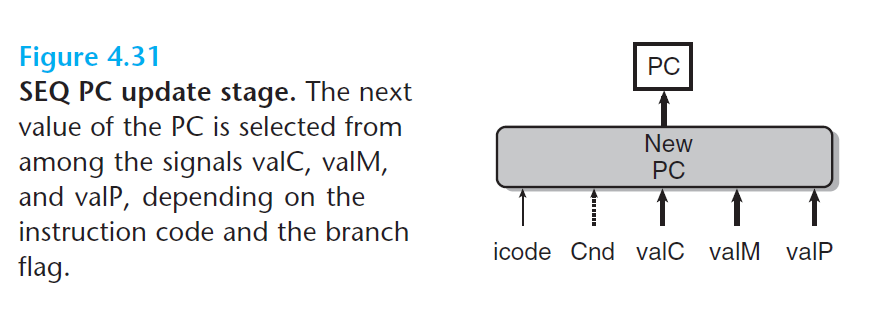 Figure 4.31
SEQ PC update stage. The next
value of the PC is selected from
among the signals valC, valM,
and valP, depending on the
instruction code and the branch
flag.
PC
New
PC
icode Cnd valC valM valP